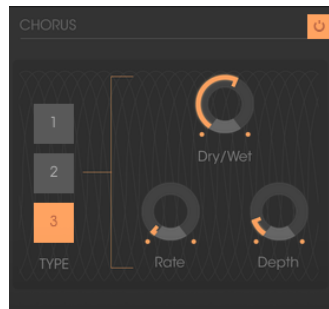 CHORUS
1
Dry/Wet
2
3
TYPE
Rate
Depth